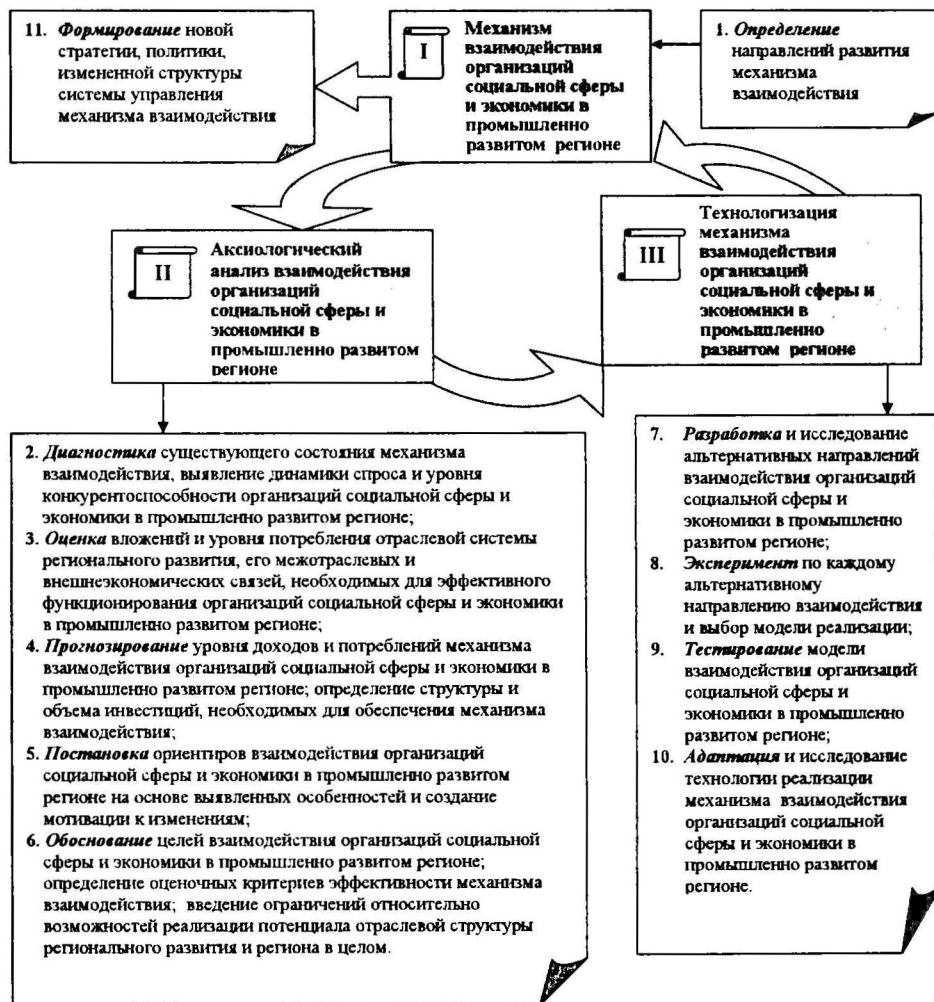 11. Формирование новой
стратегии, политики,
измененной структуры
системы управления
механизма взаимодействия
I
Механизм
взаимодействия
организаций
социальной сферы
и экономики в
промышленно
развитом регионе
1. Определение
направлений развития
механизма
взаимодействия
II
Аксиологический
анализ взаимодействия
организаций
социальной сферы и
экономики в
промышленно развитом
регионе
III
Технологизация
механизма
взаимодействия
организаций
социальной сферы и
экономики в
промышленно
развитом регионе
2. Диагностика существующего состояния механизма
взаимодействия, выявление динамики спроса и уровня
конкурентоспособности организаций социальной сферы и
экономики в промышленно развитом регионе;
3. Оценка вложений и уровня потребления отраслевой системы
регионального развития, его межотраслевых и
внешнеэкономических связей, необходимых для эффективного
функционирования организаций социальной сферы и экономики
в промышленно развитом регионе;
4. Прогнозирование уровня доходов и потреблений механизма
взаимодействия организаций социальной сферы и экономики в
промышленно развитом регионе; определение структуры и
объема инвестиций, необходимых для обеспечения механизма
взаимодействия;
5. Постановка ориентиров взаимодействия организаций
социальной сферы и экономики в промышленно развитом
регионе на основе выявленных особенностей и создание
мотивации к изменениям;
6. Обоснование целей взаимодействия организаций социальной
сферы и экономики в промышленно развитом регионе;
определение оценочных критериев эффективности механизма
взаимодействия; введение ограничений относительно
возможностей реализации потенциала отраслевой структуры
регионального развития и региона в целом.
7. Разработка и исследование
альтернативных направлений
взаимодействия организаций
социальной сферы и
экономики в промышленно
развитом регионе;
8. Эксперимент по каждому
альтернативному
направлению взаимодействия
и выбор модели реализации;
9. Тестирование модели
взаимодействия организаций
социальной сферы и
экономики в промышленно
развитом регионе;
10. Адаптация и исследование
технологии реализации
механизма взаимодействия
организаций социальной
сферы и экономики в
промышленно развитом
регионе.